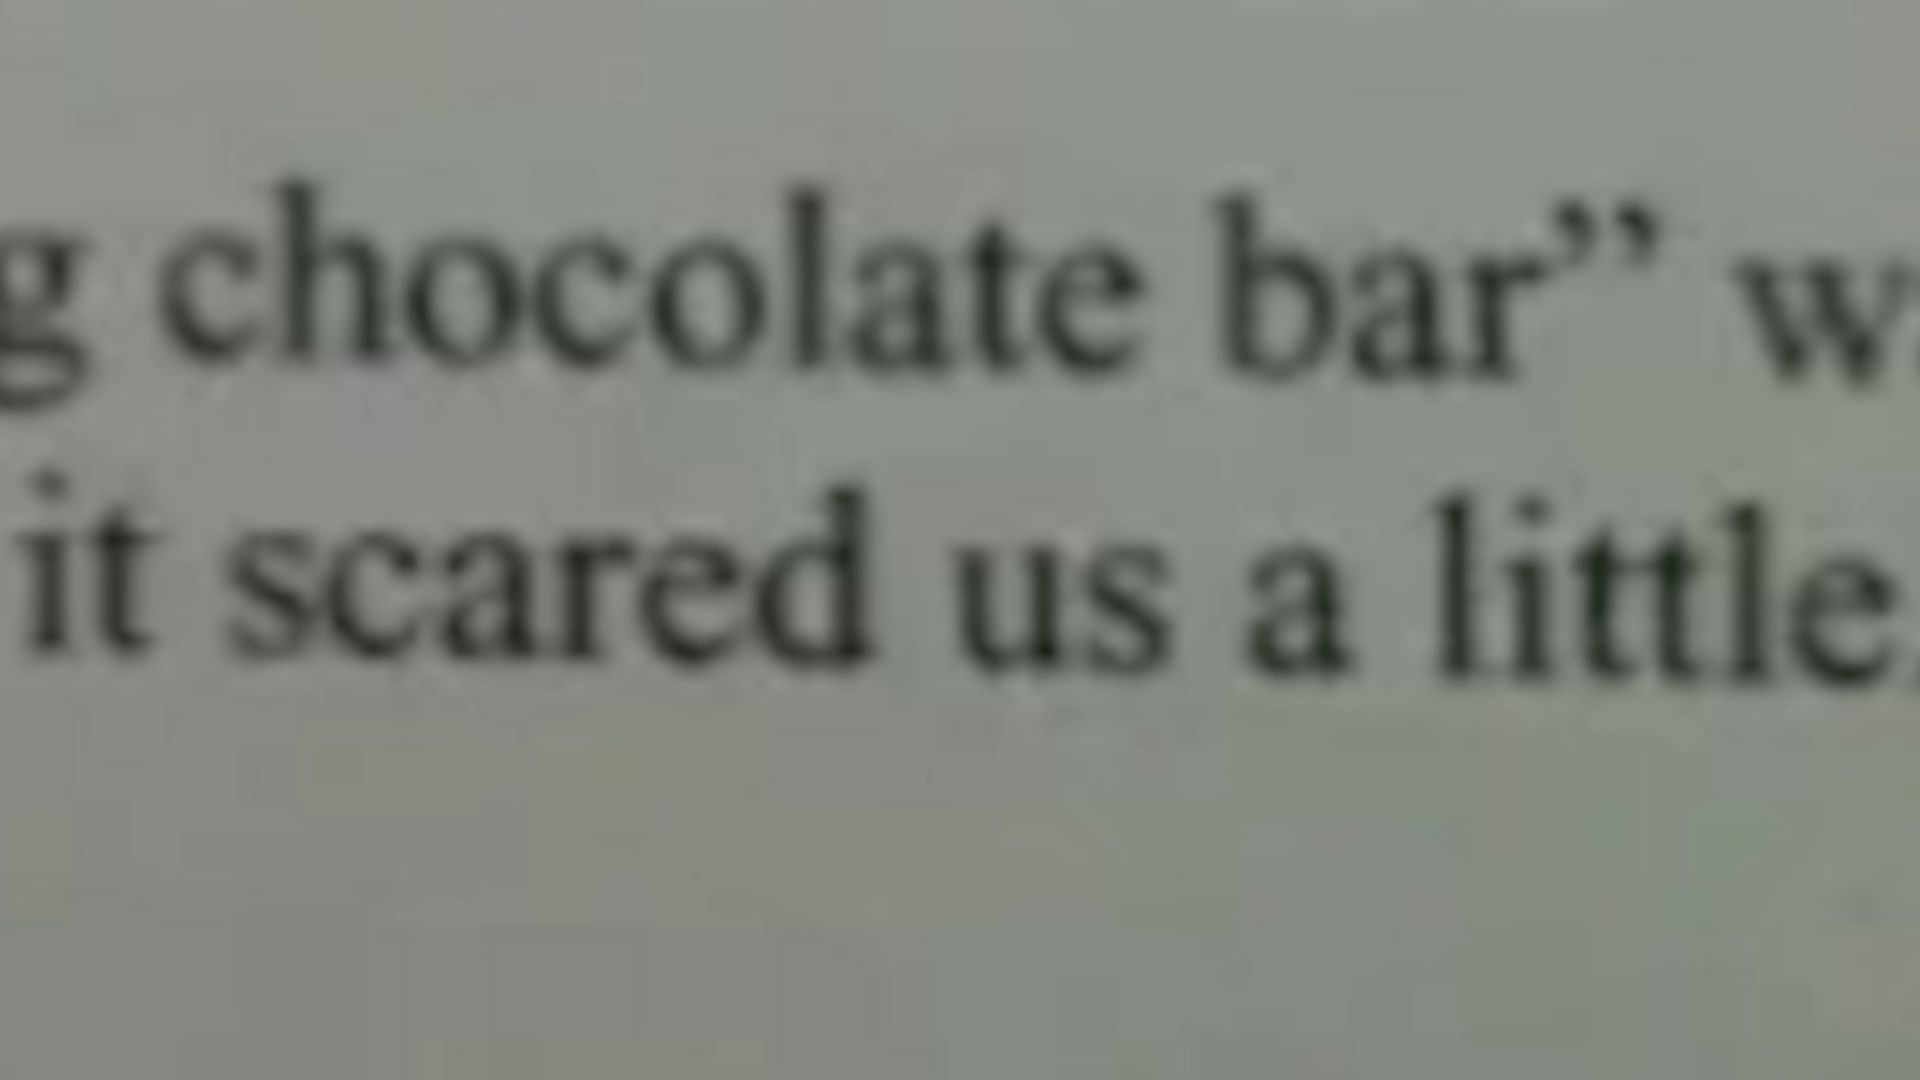 g chocolate bar” w
it scared us a little.